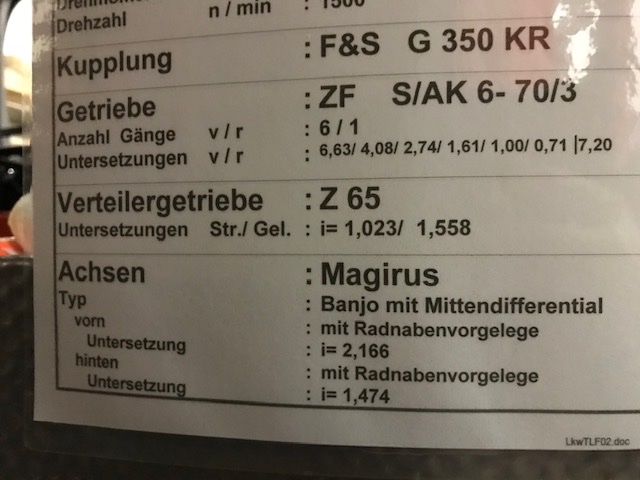 Drehzahl n / min : 1500
Kupplung : F&S G 350 KR
Getriebe : ZF S/AK 6- 70/3
Anzahl Gänge v / r : 6 / 1
Untersetzungen v / r : 6,63/ 4,08/ 2,74/ 1,61/ 1,00/ 0,71 |7,20
Verteilergetriebe : Z 65
Untersetzungen Str./ Gel. : i= 1,023/ 1,558
Achsen : Magirus
Typ : Banjo mit Mittendifferential
vorn : mit Radnabenvorgelege
Untersetzung : i= 2,166
hinten : mit Radnabenvorgelege
Untersetzung : i= 1,474
LkwTLF02.doc